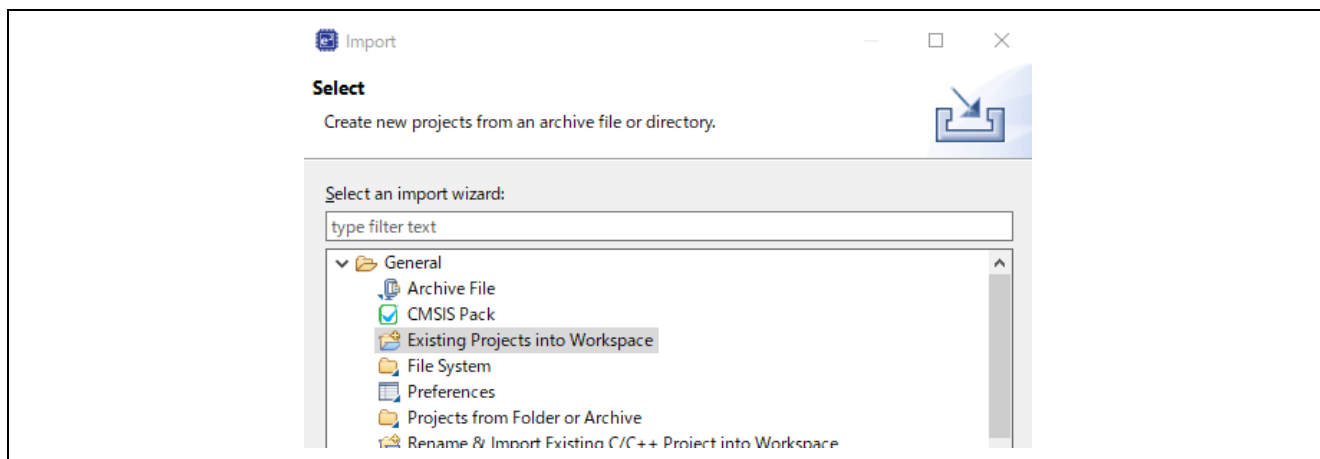 Import
Select
Create new projects from an archive file or directory.
Select an import wizard:
type filter text
General
Archive File
CMSIS Pack
Existing Projects into Workspace
File System
Preferences
Projects from Folder or Archive
Rename & Import Existing C/C++ Project into Workspace